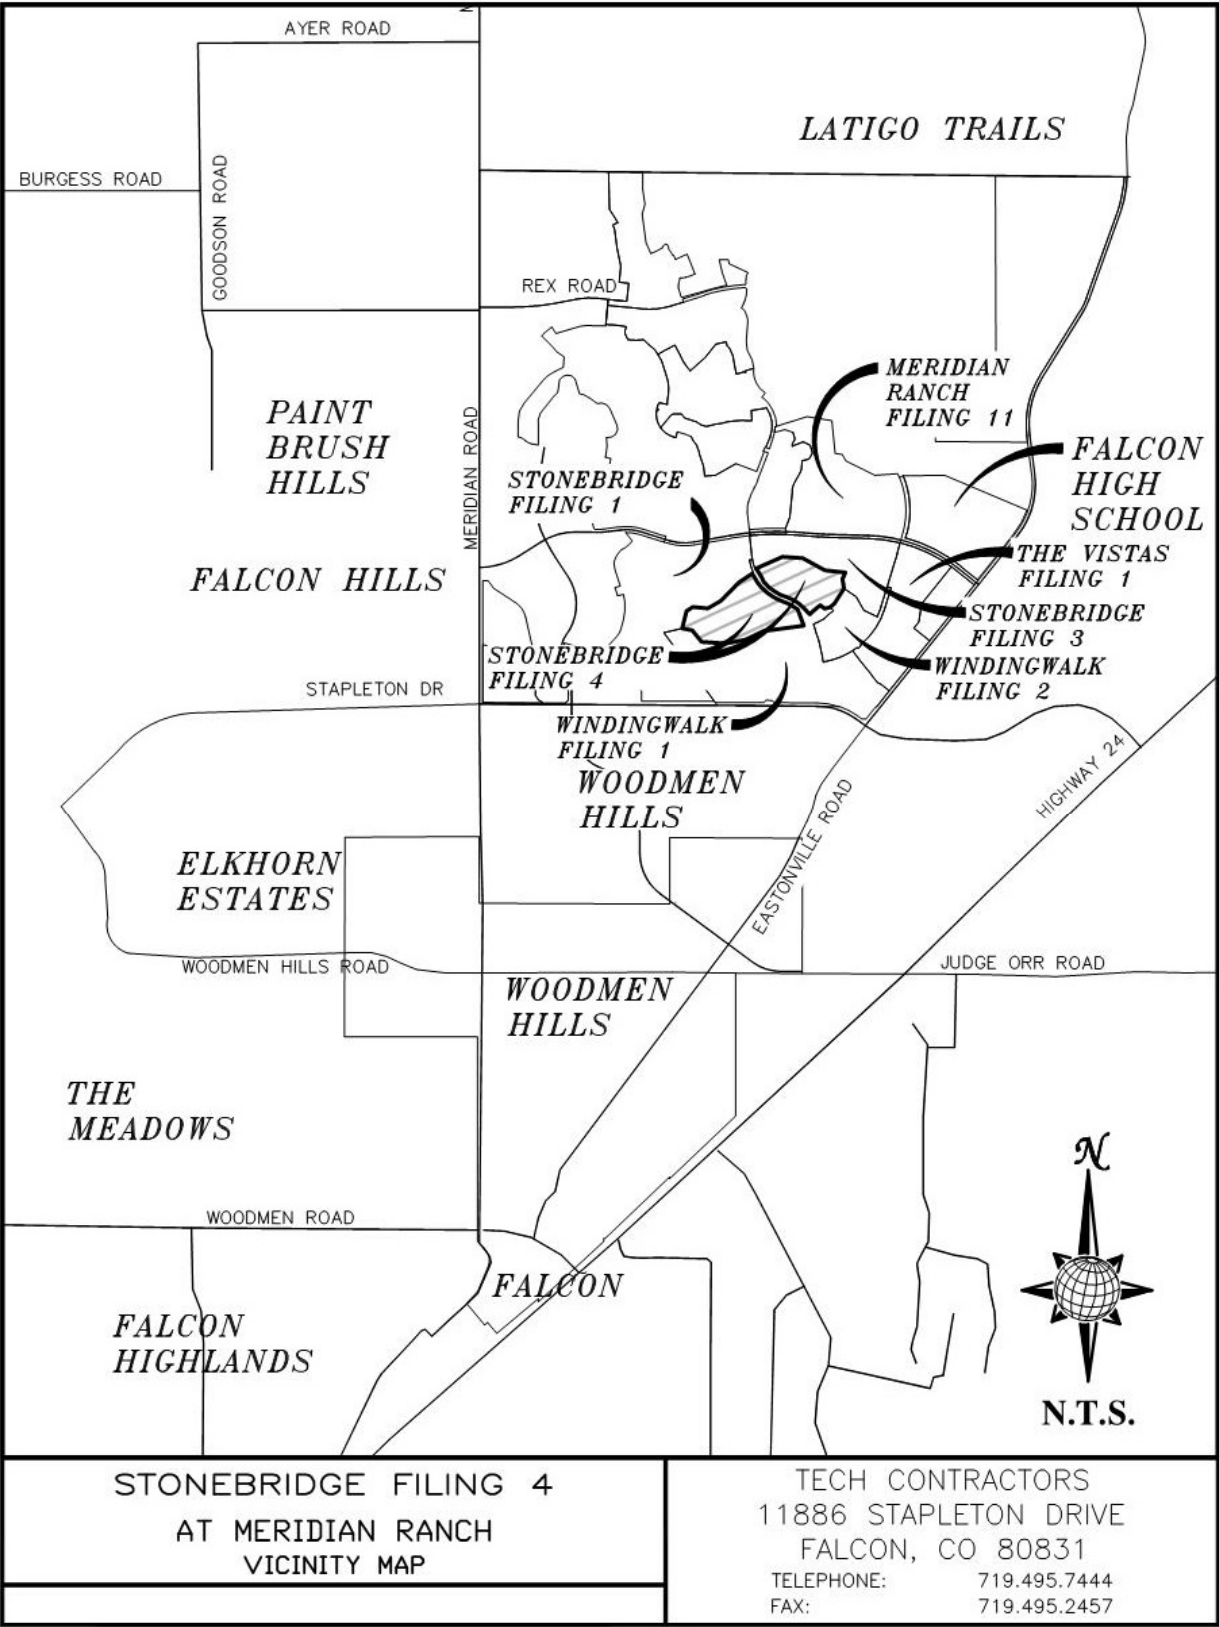 AYER ROAD
LATIGO TRAILS
BURGESS ROAD
GOODSON ROAD
REX ROAD
MERIDIAN
RANCH
FILING 11
PAINT
BRUSH
HILLS
MERIDIAN ROAD
FALCON
HIGH
SCHOOL
STONEBRIDGE
FILING 1
THE VISTAS
FILING 1
FALCON HILLS
STONEBRIDGE
FILING 3
STONEBRIDGE
FILING 4
WINDINGWALK
FILING 2
STAPLETON DR
WINDINGWALK
FILING 1
WOODMEN
HILLS
HIGHWAY 24
EASTONVILLE ROAD
ELKHORN
ESTATES
WOODMEN HILLS ROAD
JUDGE ORR ROAD
WOODMEN
HILLS
THE
MEADOWS
N
WOODMEN ROAD
FALCON
FALCON
HIGHLANDS
N.T.S.
STONEBRIDGE FILING 4
AT MERIDIAN RANCH
VICINITY MAP
TECH CONTRACTORS
11886 STAPLETON DRIVE
FALCON, CO 80831
TELEPHONE: 719.495.7444
FAX: 719.495.2457